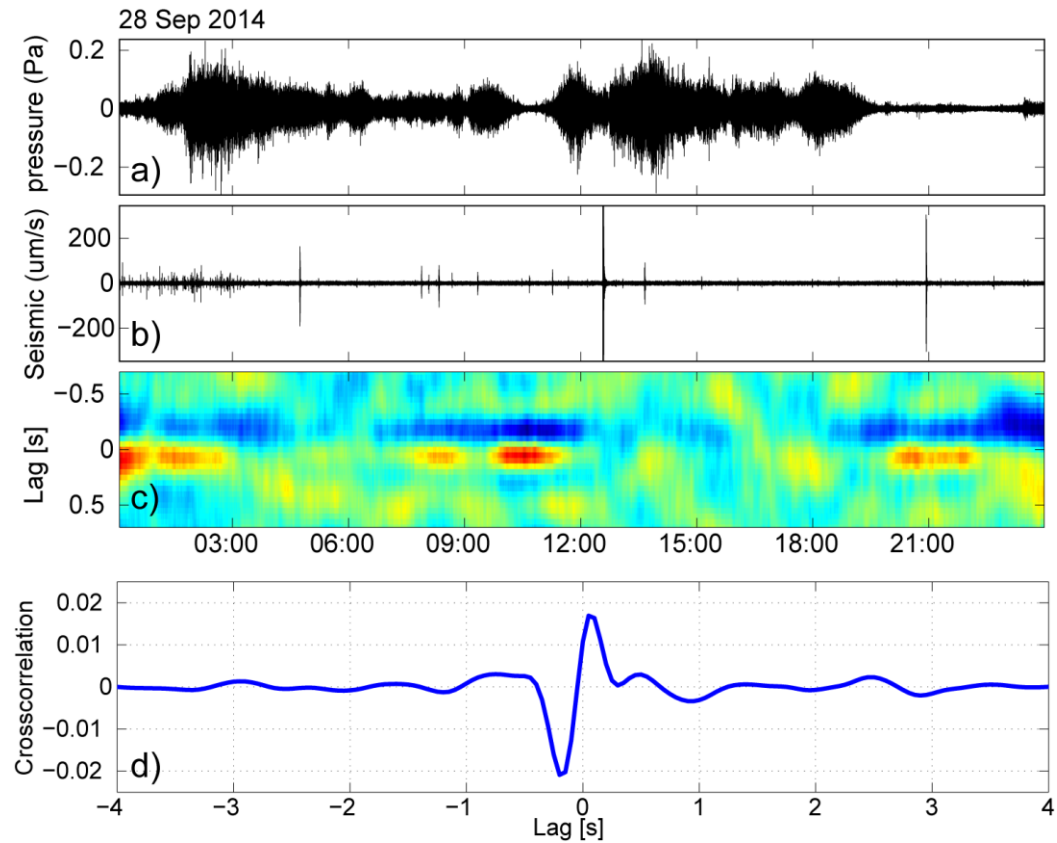 28 Sep 2014
pressure (Pa)
0.2
0
−0.2
a)
Seismic (um/s)
200
0
−200
b)
Lag [s]
−0.5
0
0.5
c)
03:00 06:00 09:00 12:00 15:00 18:00 21:00
Crosscorrelation
0.02
0.01
0
−0.01
−0.02
d)
−4 −3 −2 −1 0 1 2 3 4
Lag [s]